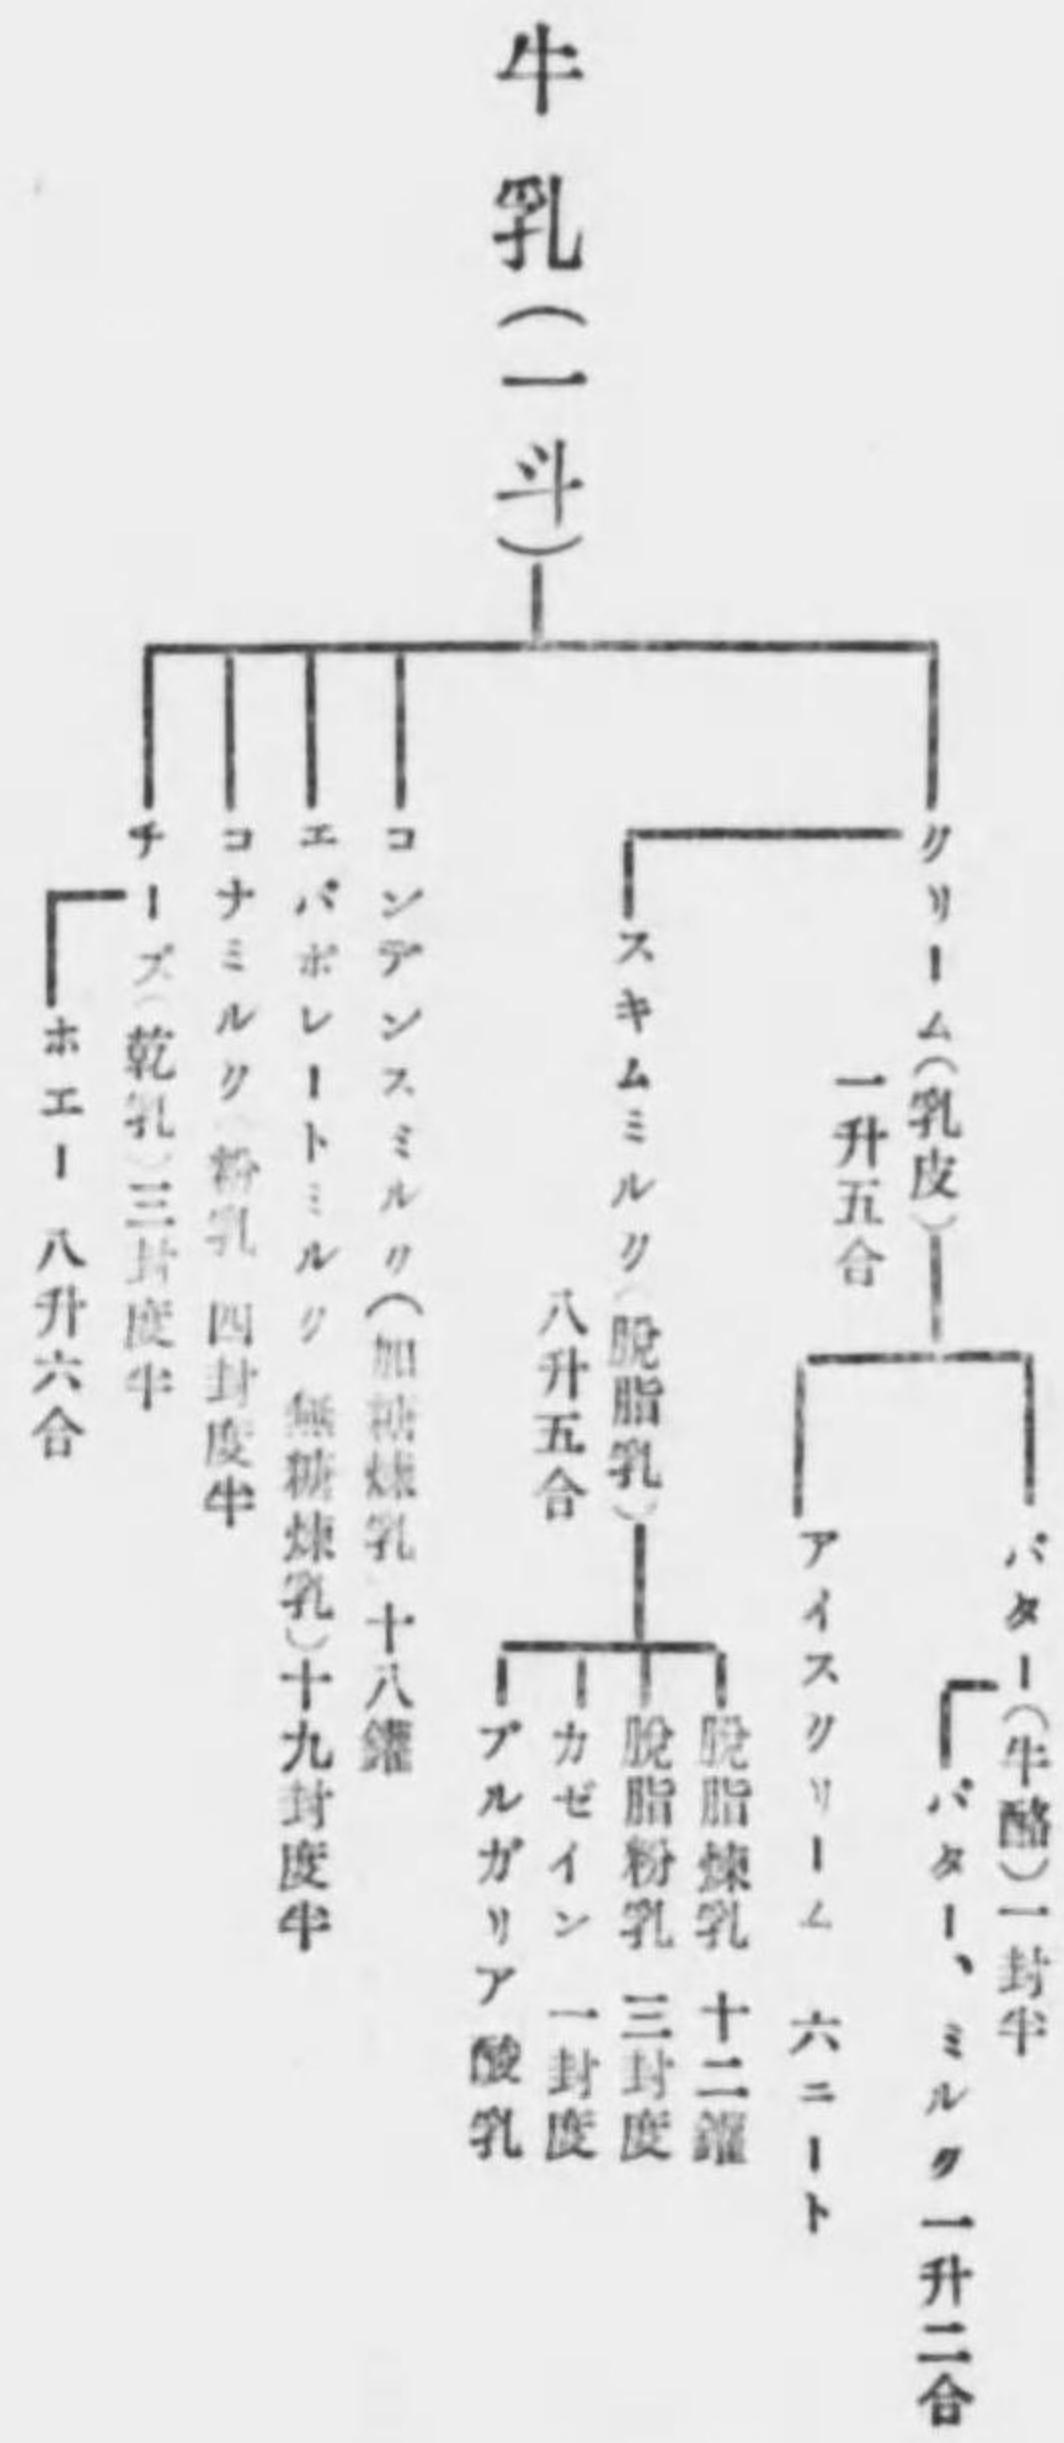 牛乳(一斗)
クリーム(乳皮)
一升五合
バター(牛酪)一封半
バター、ミルク一升二合
アイスクリーム 六ニート
スキムミルク(脱脂乳)
八升五合
脱脂煉乳 十二鑵
脱脂粉乳 三封度
カゼイン 一封度
ブルガリア酸乳
コンデンスミルク(加糖煉乳 十八鑵
エバポレートミルク 無糖煉乳)十九封度半
コナミルク(粉乳 四封度半
チーズ(乾乳)三封度半
ホエー 八升六合